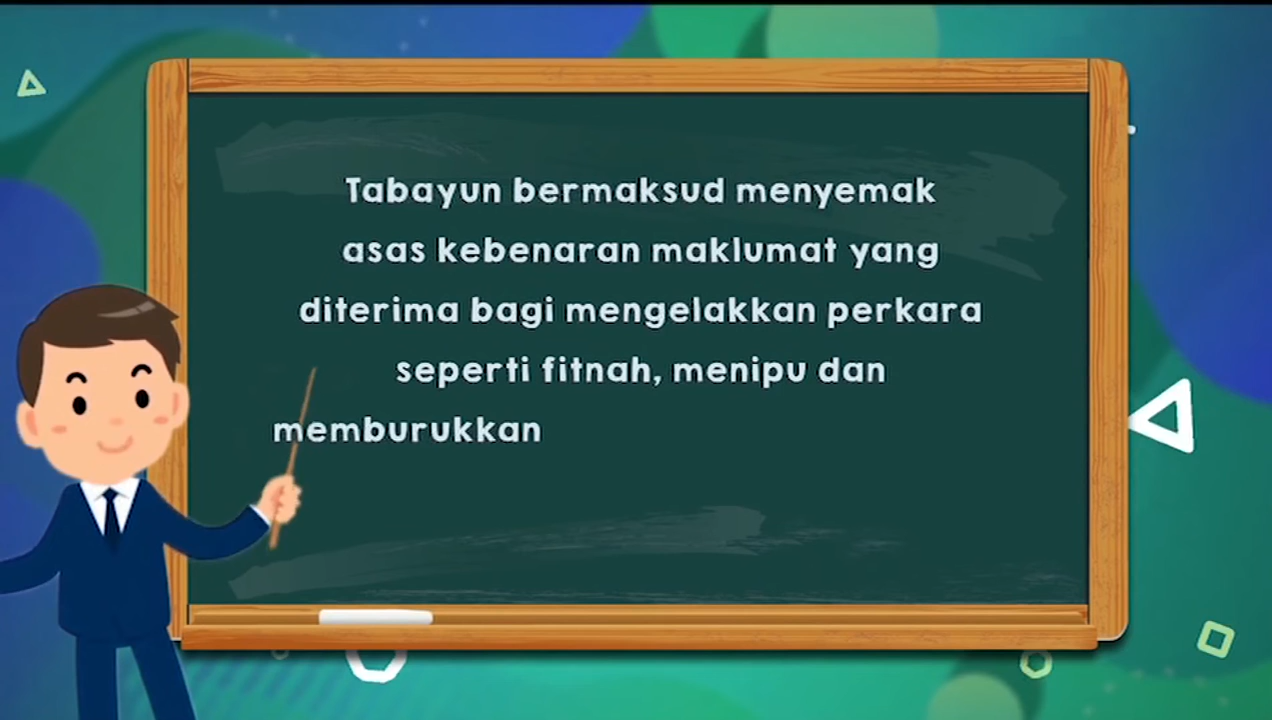 Tabayun bermaksud menyemak
asas kebenaran maklumat yang
diterima bagi mengelakkan perkara
seperti fitnah, menipu dan
memburukkan